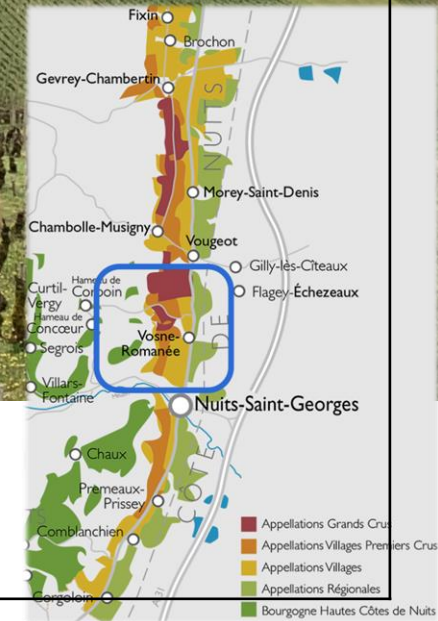 Fixin
Brochon
Gevrey-Chambertin
NUITS
Morey-Saint-Denis
Chambolle-Musigny
Vougeot
Gilly-lès-Cîteaux
Hameau de
Corboin
Curtil-
Vergy
Flagey-Échezeaux
Hameau de
Concœur
DE
Vosne-
Romanée
Segrois
Villars-
Fontaine
Nuits-Saint-Georges
Chaux
CÔTE
Premeaux-
Prissey
Comblanchien
Corgoloin
A31
Appellations Grands Crus
Appellations Villages Premiers Crus
Appellations Villages
Appellations Régionales
Bourgogne Hautes Côtes de Nuits